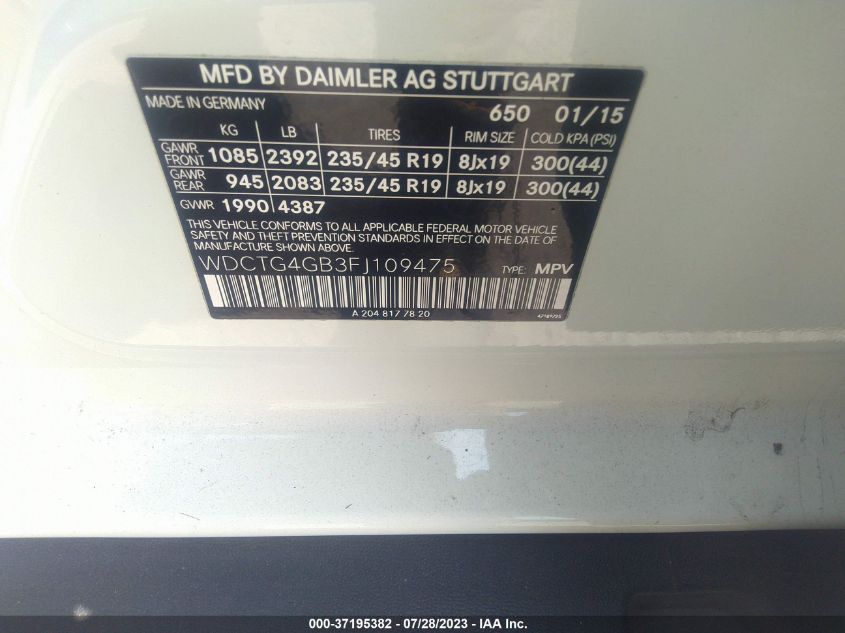 MFD BY DAIMLER AG STUTTGART
MADE IN GERMANY 650 01/15
KG LB TIRES RIM SIZE COLD KPA (PSI)
GAWR FRONT 1085 2392 235/45 R19 8Jx19 300(44)
GAWR REAR 945 2083 235/45 R19 8Jx19 300(44)
GVWR 1990 4387
THIS VEHICLE CONFORMS TO ALL APPLICABLE FEDERAL MOTOR VEHICLE
SAFETY AND THEFT PREVENTION STANDARDS IN EFFECT ON THE DATE OF
MANUFACTURE SHOWN ABOVE.
WDCTG4GB3FJ109475 TYPE: MPV
A 204 817 78 20
000-37195382 / 07/28/2023 / IAA Inc.